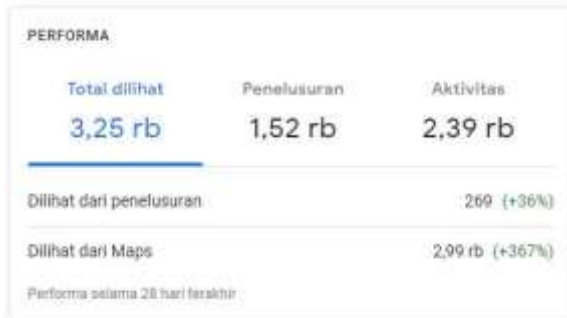 PERFORMA
Total dilihat Penelusuran Aktivitas
3,25 rb 1,52 rb 2,39 rb
Dilihat dari penelusuran 269 (+36%)
Dilihat dari Maps 2,99 rb (+367%)
Performa selama 28 hari terakhir